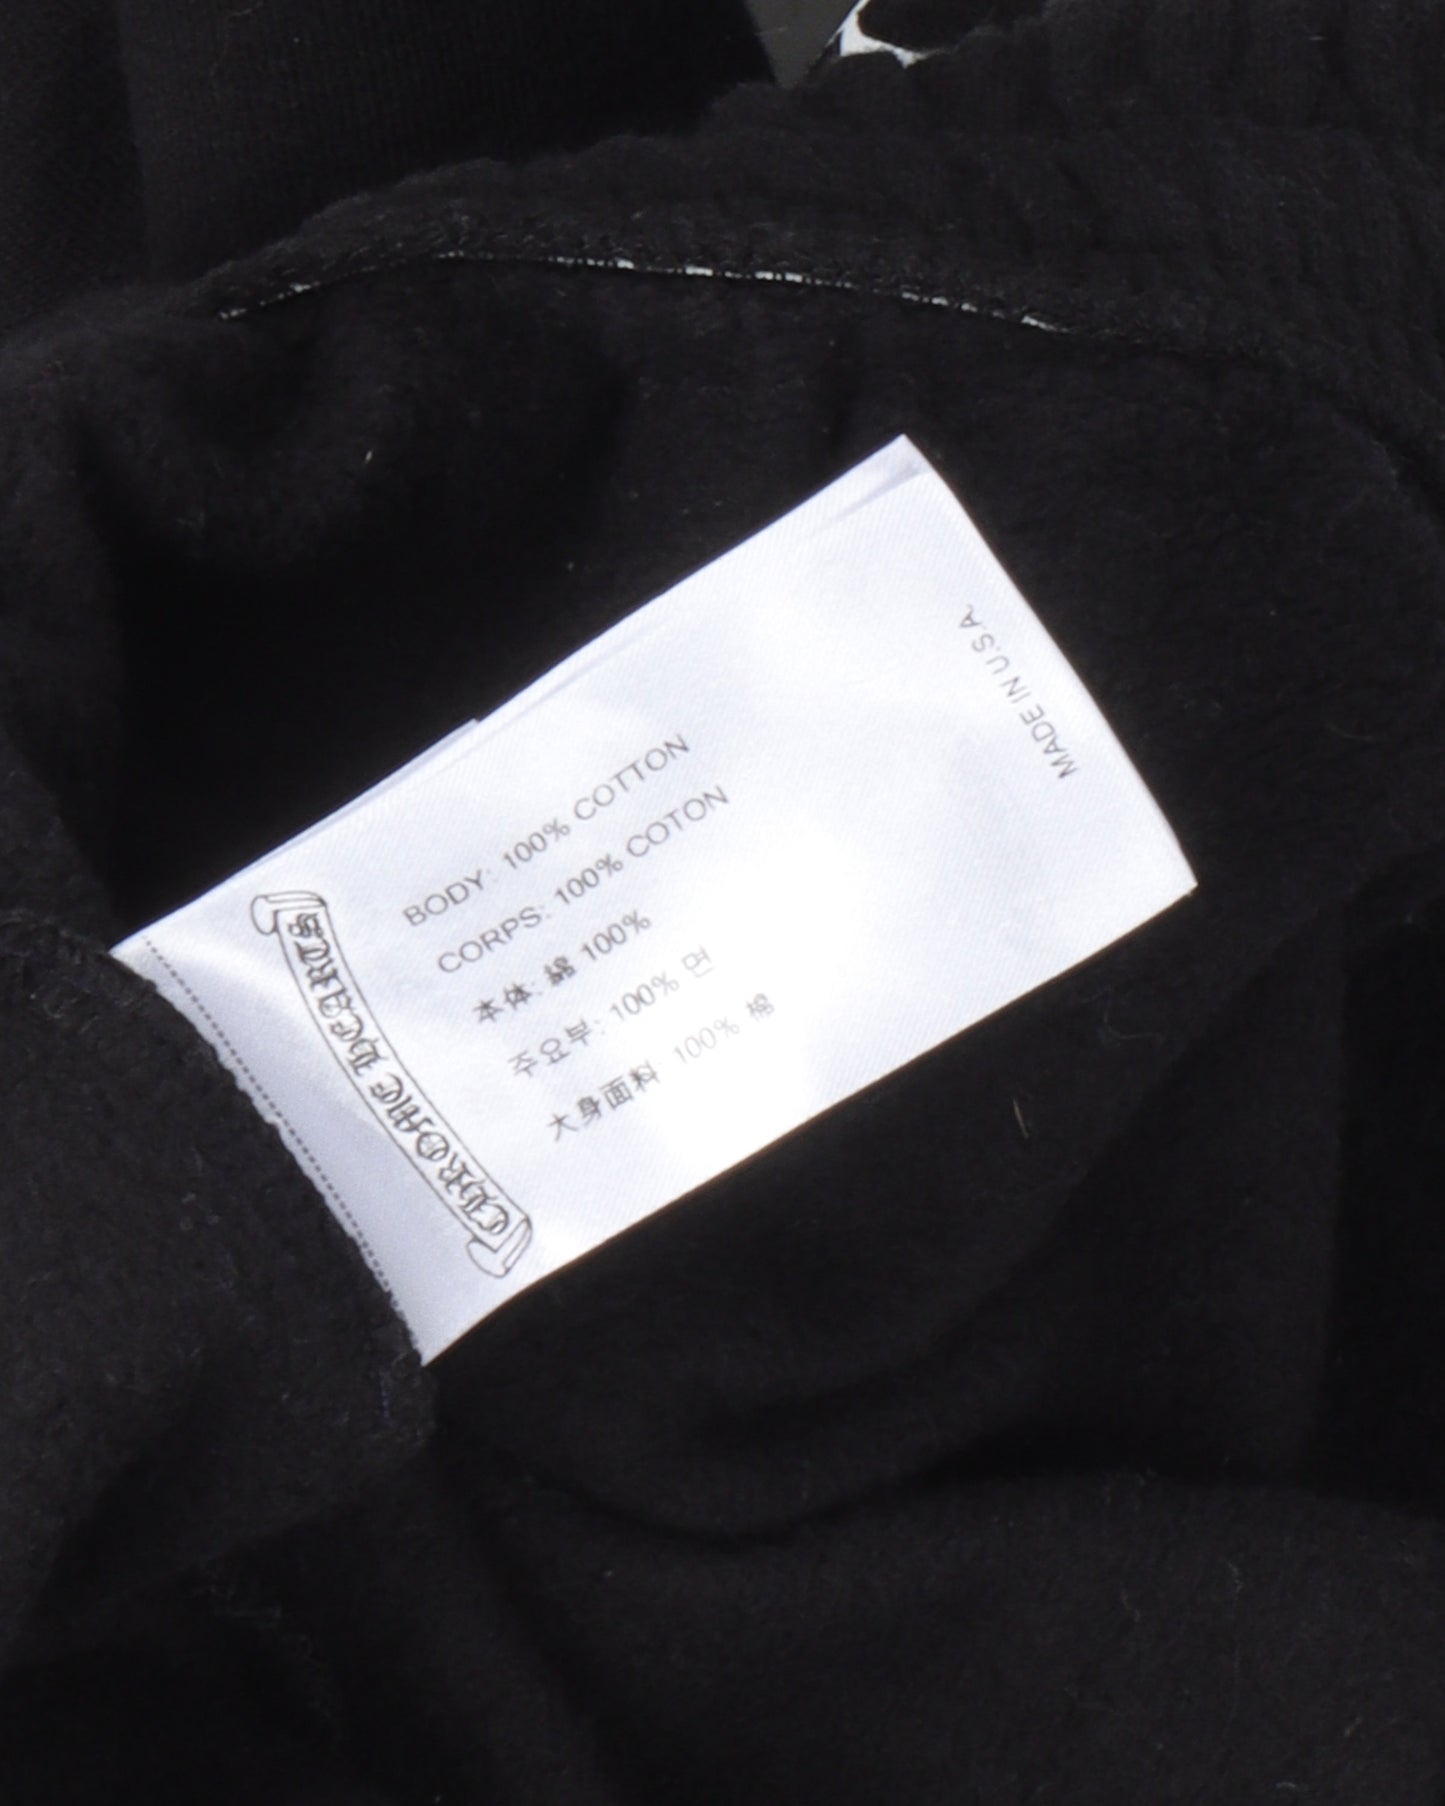 CHROME HEARTS
BODY: 100% COTTON
CORPS: 100% COTON
本体: 綿 100%
주요부: 100% 면
大身面料: 100% 棉
MADE IN U.S.A.